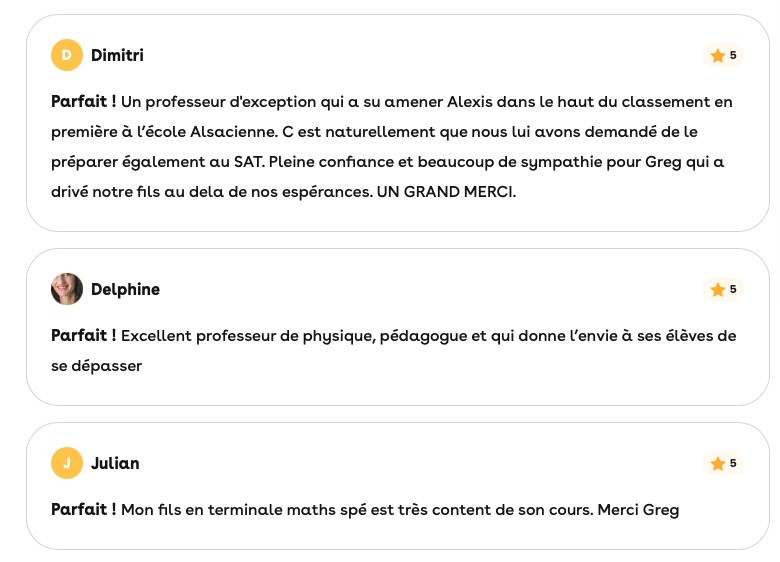 D Dimitri 5
Parfait ! Un professeur d'exception qui a su amener Alexis dans le haut du classement en
première à l’école Alsacienne. C est naturellement que nous lui avons demandé de le
préparer également au SAT. Pleine confiance et beaucoup de sympathie pour Greg qui a
drivé notre fils au dela de nos espérances. UN GRAND MERCI.
Delphine 5
Parfait ! Excellent professeur de physique, pédagogue et qui donne l’envie à ses élèves de
se dépasser
J Julian 5
Parfait ! Mon fils en terminale maths spé est très content de son cours. Merci Greg